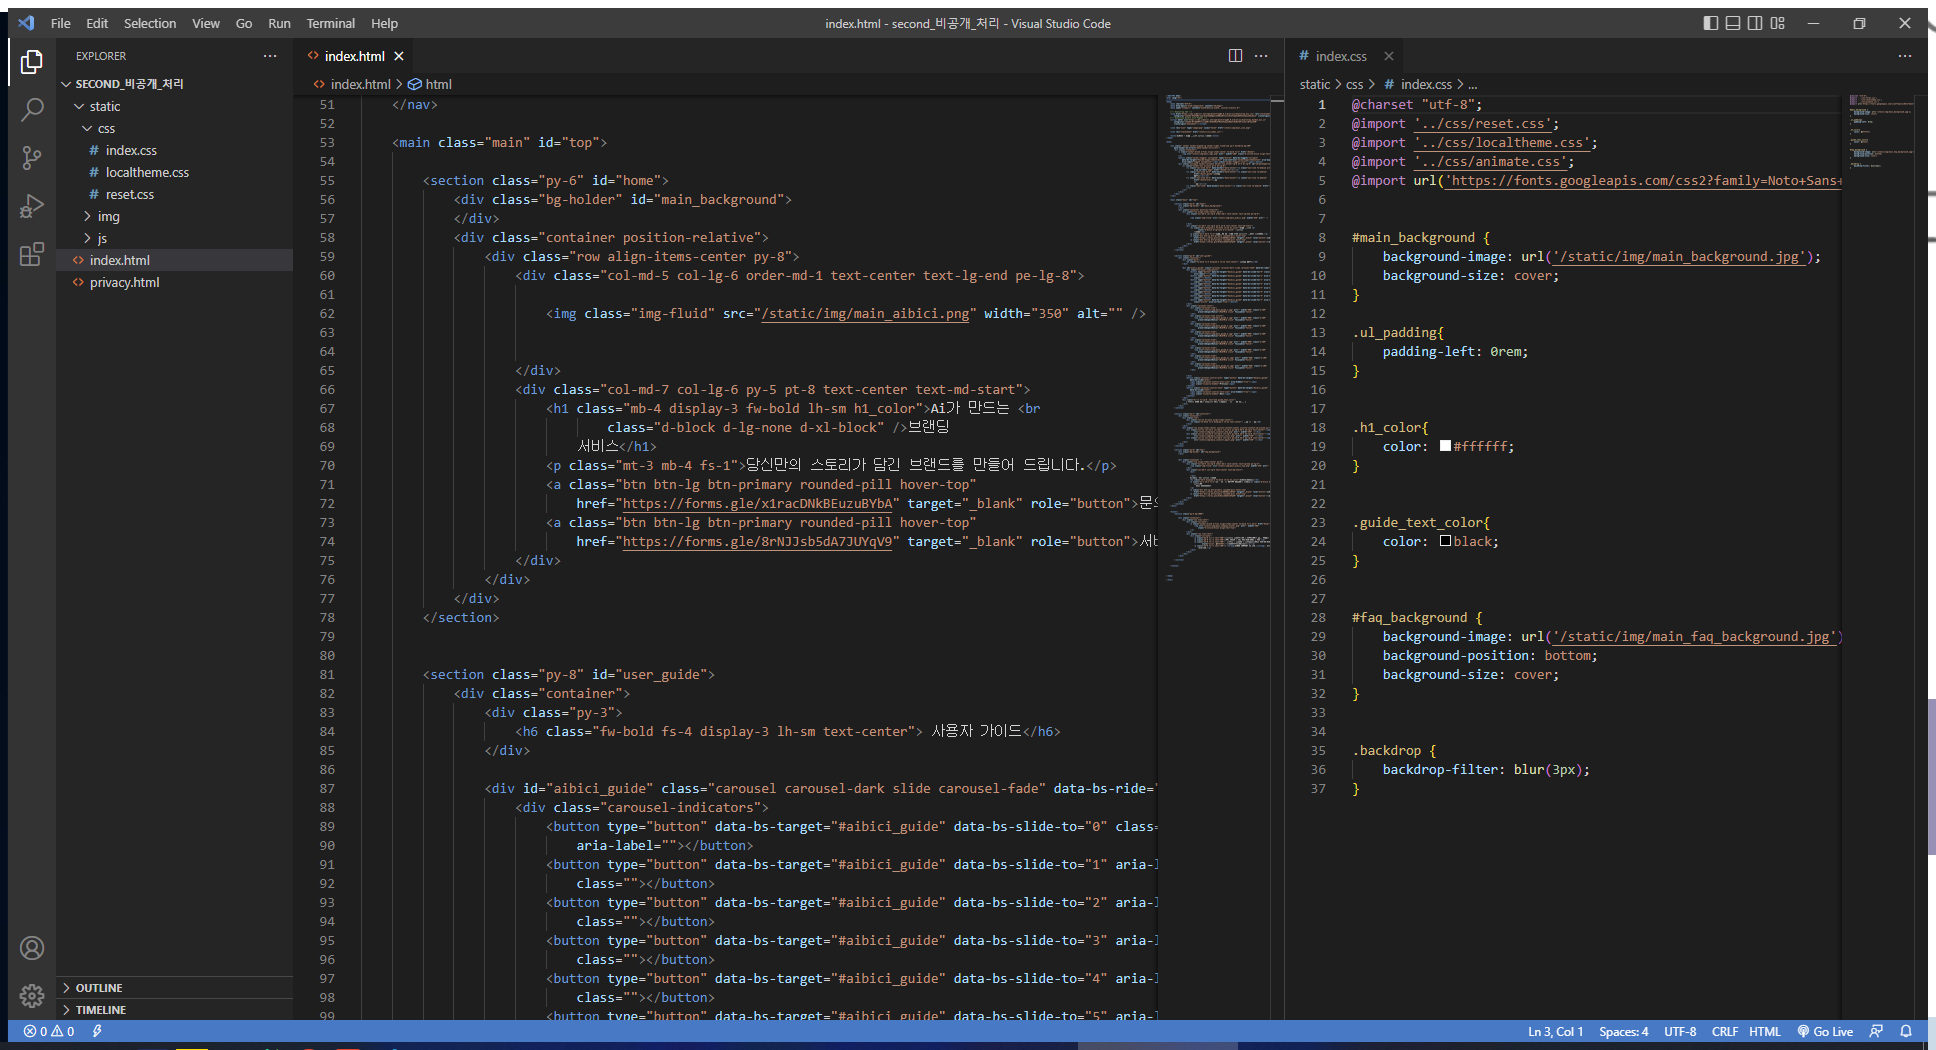 File Edit Selection View Go Run Terminal Help
index.html - second_비공개_처리 - Visual Studio Code
EXPLORER
SECOND_비공개_처리
static
css
# index.css
# localtheme.css
# reset.css
img
js
<> index.html
<> privacy.html
OUTLINE
TIMELINE
<> index.html
<> index.html > html
51 </nav>
52
53 <main class="main" id="top">
54
55 <section class="py-6" id="home">
56 <div class="bg-holder" id="main_background">
57 </div>
58 <div class="container position-relative">
59 <div class="row align-items-center py-8">
60 <div class="col-md-5 col-lg-6 order-md-1 text-center text-lg-end pe-lg-8">
61
62 <img class="img-fluid" src="/static/img/main_aibici.png" width="350" alt="" />
63
64
65 </div>
66 <div class="col-md-7 col-lg-6 py-5 pt-8 text-center text-md-start">
67 <h1 class="mb-4 display-3 fw-bold lh-sm h1_color">Ai가 만드는 <br
68 class="d-block d-lg-none d-xl-block" />브랜딩
69 서비스</h1>
70 <p class="mt-3 mb-4 fs-1">당신만의 스토리가 담긴 브랜드를 만들어 드립니다.</p>
71 <a class="btn btn-lg btn-primary rounded-pill hover-top"
72 href="https://forms.gle/x1racDNkBEuzuBYbA" target="_blank" role="button">문
73 <a class="btn btn-lg btn-primary rounded-pill hover-top"
74 href="https://forms.gle/8rNJJsb5dA7JUYqV9" target="_blank" role="button">서
75 </div>
76 </div>
77 </div>
78 </section>
79
80
81 <section class="py-8" id="user_guide">
82 <div class="container">
83 <div class="py-3">
84 <h6 class="fw-bold fs-4 display-3 lh-sm text-center"> 사용자 가이드</h6>
85 </div>
86
87 <div id="aibici_guide" class="carousel carousel-dark slide carousel-fade" data-bs-ride="
88 <div class="carousel-indicators">
89 <button type="button" data-bs-target="#aibici_guide" data-bs-slide-to="0" class=
90 aria-label=""></button>
91 <button type="button" data-bs-target="#aibici_guide" data-bs-slide-to="1" aria-l
92 class=""></button>
93 <button type="button" data-bs-target="#aibici_guide" data-bs-slide-to="2" aria-l
94 class=""></button>
95 <button type="button" data-bs-target="#aibici_guide" data-bs-slide-to="3" aria-l
96 class=""></button>
97 <button type="button" data-bs-target="#aibici_guide" data-bs-slide-to="4" aria-l
98 class=""></button>
99 <button type="button" data-bs-target="#aibici_guide" data-bs-slide-to="5" aria-l
# index.css
static > css > # index.css > ...
1 @charset "utf-8";
2 @import '../css/reset.css';
3 @import '../css/localtheme.css';
4 @import '../css/animate.css';
5 @import url('https://fonts.googleapis.com/css2?family=Noto+Sans+
6
7
8 #main_background {
9 background-image: url('/static/img/main_background.jpg');
10 background-size: cover;
11 }
12
13 .ul_padding{
14 padding-left: 0rem;
15 }
16
17
18 .h1_color{
19 color: #ffffff;
20 }
21
22
23 .guide_text_color{
24 color: black;
25 }
26
27
28 #faq_background {
29 background-image: url('/static/img/main_faq_background.jpg')
30 background-position: bottom;
31 background-size: cover;
32 }
33
34
35 .backdrop {
36 backdrop-filter: blur(3px);
37 }
0 0
Ln 3, Col 1 Spaces: 4 UTF-8 CRLF HTML Go Live